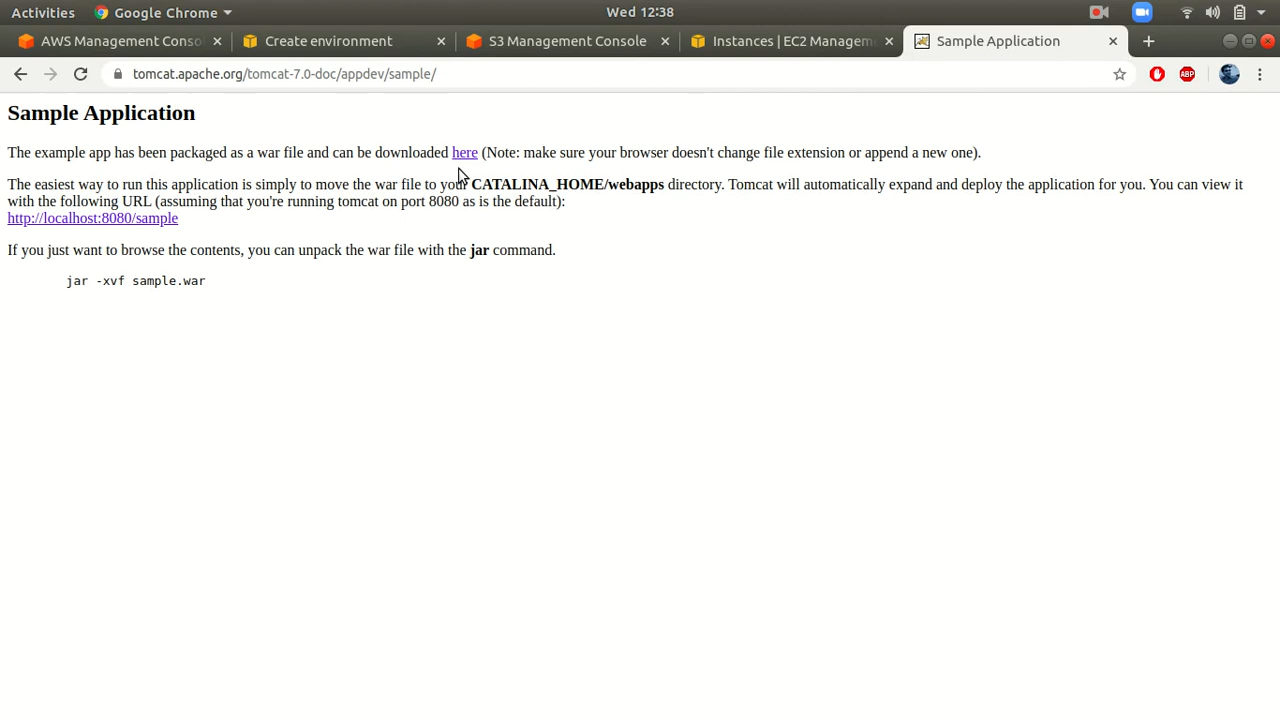 Activities Google Chrome Wed 12:38
AWS Management Conso Create environment S3 Management Console Instances | EC2 Managem Sample Application
tomcat.apache.org/tomcat-7.0-doc/appdev/sample/
ABP
Sample Application
The example app has been packaged as a war file and can be downloaded here (Note: make sure your browser doesn't change file extension or append a new one).
The easiest way to run this application is simply to move the war file to your CATALINA_HOME/webapps directory. Tomcat will automatically expand and deploy the application for you. You can view it
with the following URL (assuming that you're running tomcat on port 8080 as is the default):
http://localhost:8080/sample
If you just want to browse the contents, you can unpack the war file with the jar command.
jar -xvf sample.war